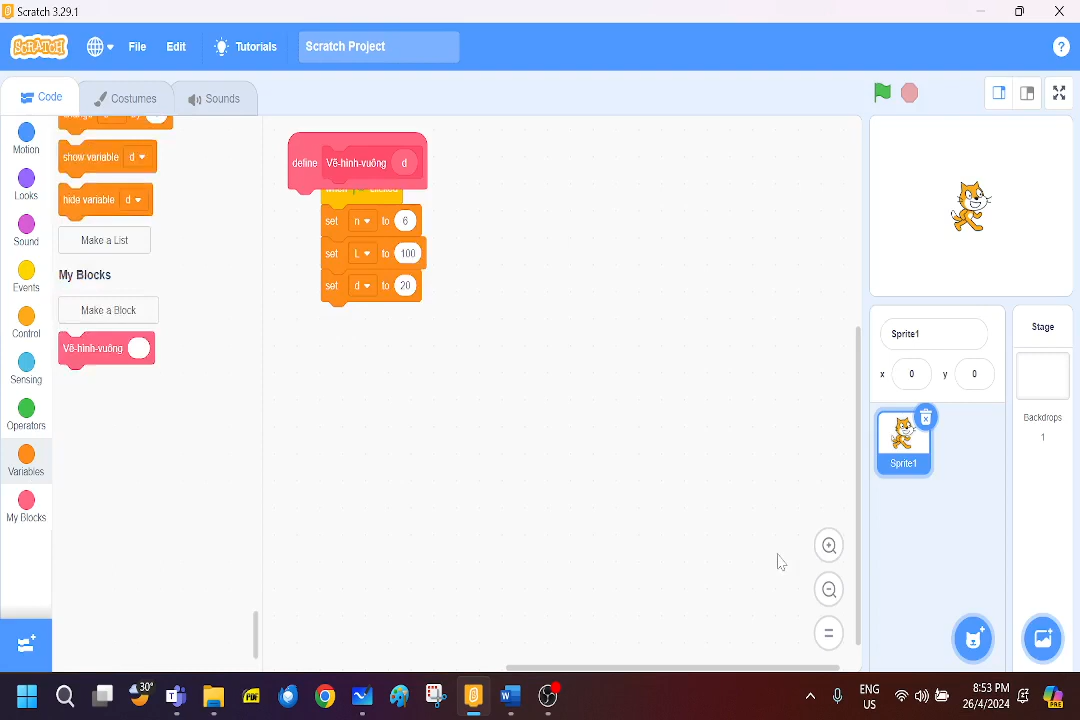 Scratch 3.29.1
SCRATCH
File
Edit
Tutorials
Scratch Project
?
Code
Costumes
Sounds
Motion
Looks
Sound
Events
Control
Sensing
Operators
Variables
My Blocks
show variable d
hide variable d
Make a List
My Blocks
Make a Block
Vẽ-hình-vuông
define Vẽ-hình-vuông d
set n to 6
set L to 100
set d to 20
Sprite1
x 0 y 0
Sprite1
Stage
Backdrops
1
30°
PDF
ENG
US
8:53 PM
26/4/2024
PRE